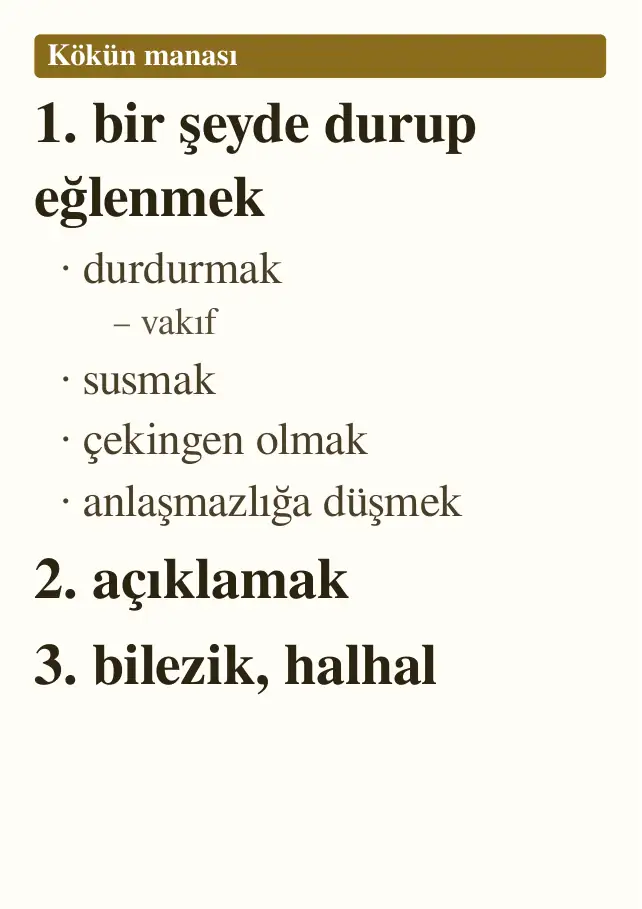 Kökün manası
1. bir şeyde durup
eğlenmek
· durdurmak
– vakıf
· susmak
· çekingen olmak
· anlaşmazlığa düşmek
2. açıklamak
3. bilezik, halhal